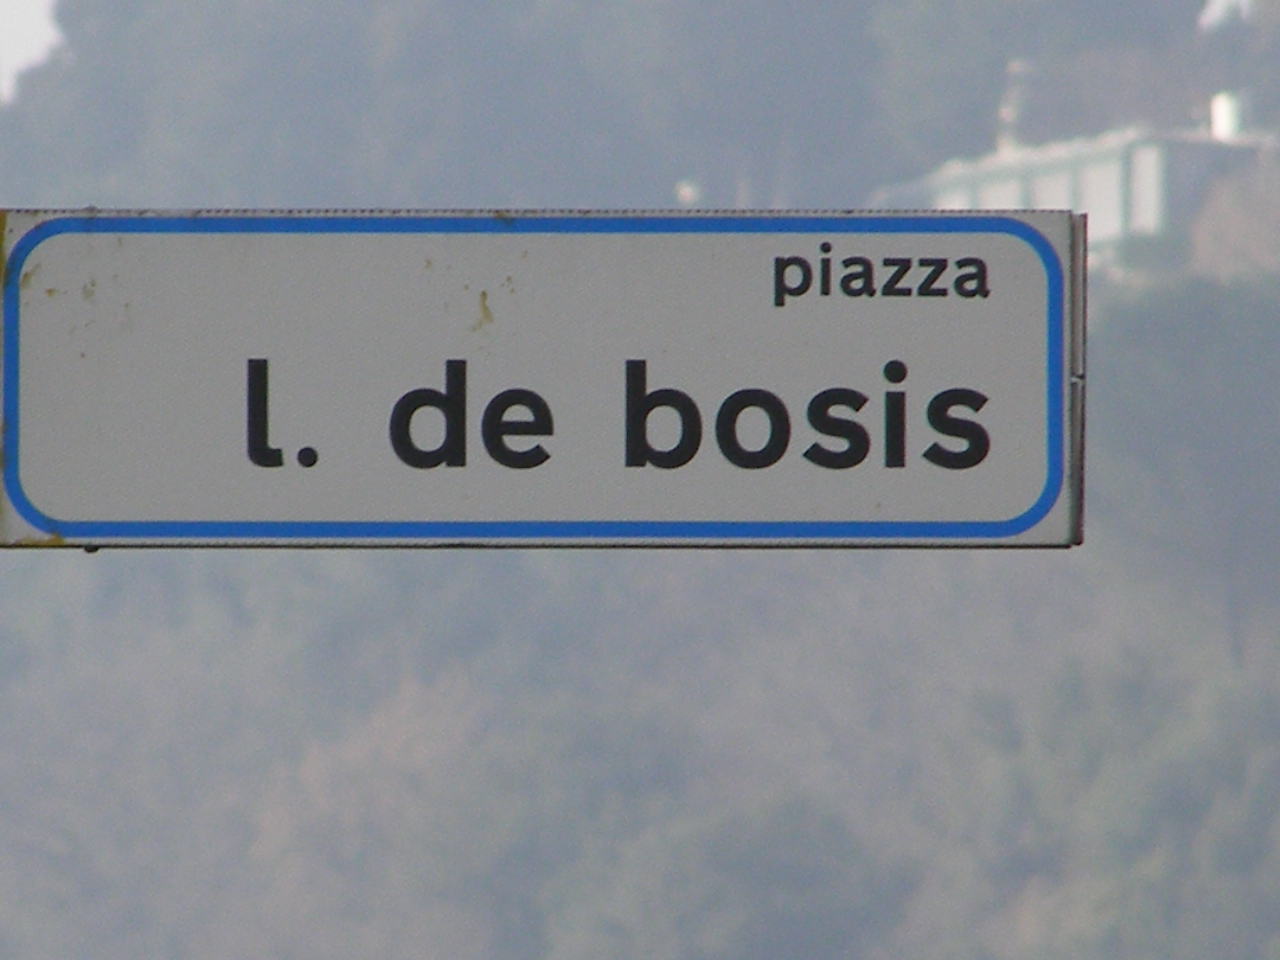 piazza
l. de bosis